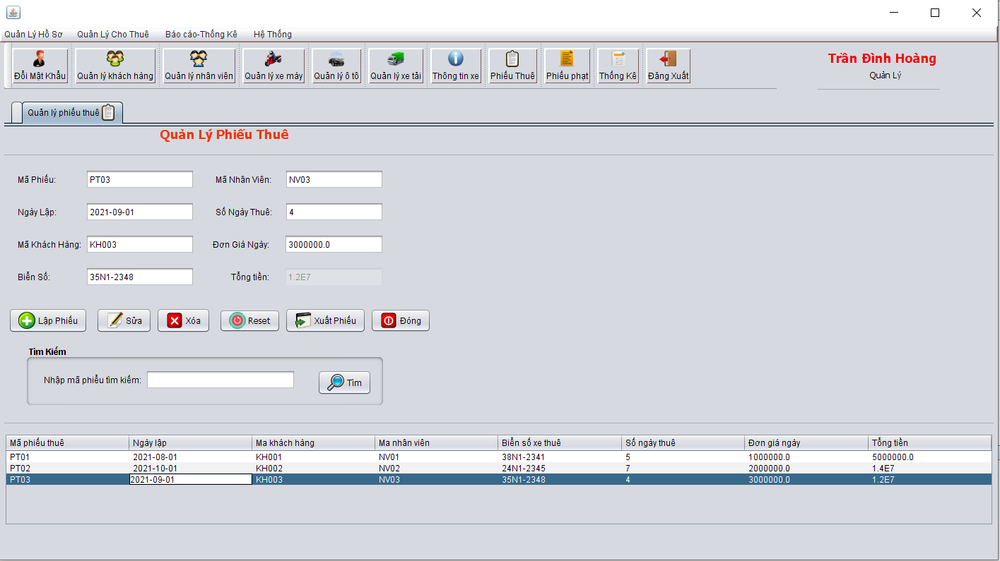 Quản Lý Hồ Sơ Quản Lý Cho Thuê Báo cáo-Thống Kê Hệ Thống
Đổi Mật Khẩu Quản lý khách hàng Quản lý nhân viên Quản lý xe máy Quản lý ô tô Quản lý xe tải Thông tin xe Phiếu Thuê Phiếu phạt Thống Kê Đăng Xuất
Trần Đình Hoàng
Quản Lý
Quản lý phiếu thuê
Quản Lý Phiếu Thuê
Mã Phiếu: PT03 Mã Nhân Viên: NV03
Ngày Lập: 2021-09-01 Số Ngày Thuê: 4
Mã Khách Hàng: KH003 Đơn Giá Ngày: 3000000.0
Biển Số: 35N1-2348 Tổng tiền: 1.2E7
Lập Phiếu Sửa Xóa Reset Xuất Phiếu Đóng
Tìm Kiếm
Nhập mã phiếu tìm kiếm: Tìm
Mã phiếu thuê Ngày lập Ma khách hàng Ma nhân viên Biển số xe thuê Số ngày thuê Đơn giá ngày Tổng tiền
PT01 2021-08-01 KH001 NV01 38N1-2341 5 1000000.0 5000000.0
PT02 2021-10-01 KH002 NV02 24N1-2345 7 2000000.0 1.4E7
PT03 2021-09-01 KH003 NV03 35N1-2348 4 3000000.0 1.2E7